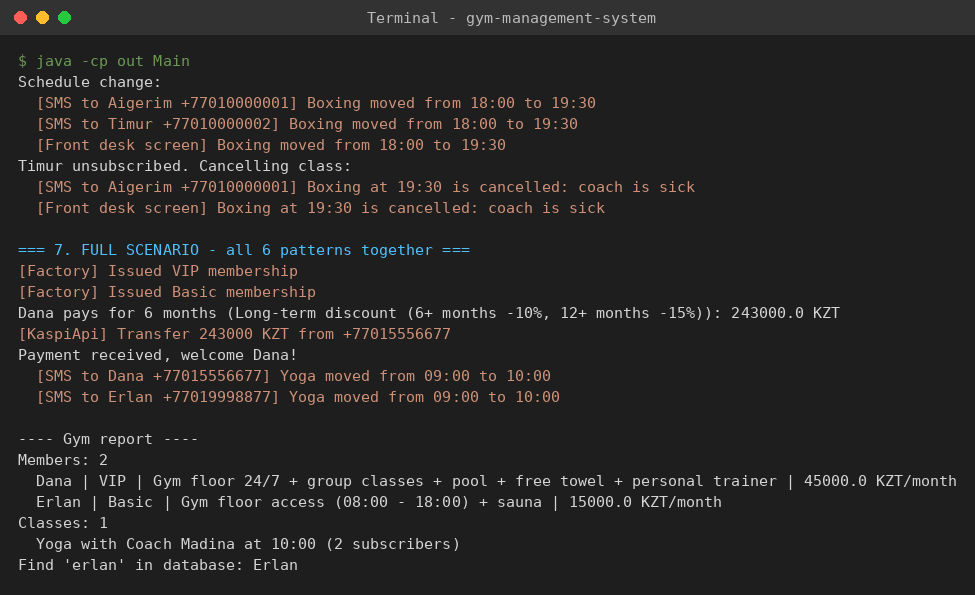 Terminal - gym-management-system
$ java -cp out Main
Schedule change:
  [SMS to Aigerim +77010000001] Boxing moved from 18:00 to 19:30
  [SMS to Timur +77010000002] Boxing moved from 18:00 to 19:30
  [Front desk screen] Boxing moved from 18:00 to 19:30
Timur unsubscribed. Cancelling class:
  [SMS to Aigerim +77010000001] Boxing at 19:30 is cancelled: coach is sick
  [Front desk screen] Boxing at 19:30 is cancelled: coach is sick

=== 7. FULL SCENARIO - all 6 patterns together ===
[Factory] Issued VIP membership
[Factory] Issued Basic membership
Dana pays for 6 months (Long-term discount (6+ months -10%, 12+ months -15%)): 243000.0 KZT
[KaspiApi] Transfer 243000 KZT from +77015556677
Payment received, welcome Dana!
  [SMS to Dana +77015556677] Yoga moved from 09:00 to 10:00
  [SMS to Erlan +77019998877] Yoga moved from 09:00 to 10:00

---- Gym report ----
Members: 2
  Dana | VIP | Gym floor 24/7 + group classes + pool + free towel + personal trainer | 45000.0 KZT/month
  Erlan | Basic | Gym floor access (08:00 - 18:00) + sauna | 15000.0 KZT/month
Classes: 1
  Yoga with Coach Madina at 10:00 (2 subscribers)
Find 'erlan' in database: Erlan